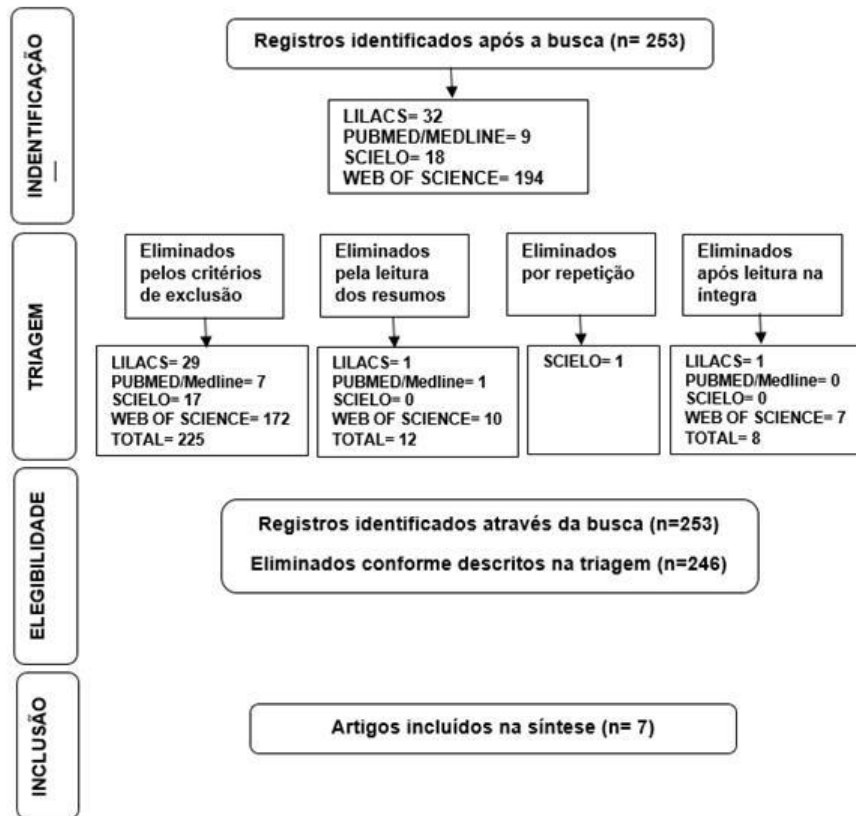 INDENTIFICAÇÃO
Registros identificados após a busca (n= 253)
LILACS= 32
PUBMED/MEDLINE= 9
SCIELO= 18
WEB OF SCIENCE= 194
TRIAGEM
Eliminados
pelos critérios
de exclusão
LILACS= 29
PUBMED/Medline= 7
SCIELO= 17
WEB OF SCIENCE= 172
TOTAL= 225
Eliminados
pela leitura
dos resumos
LILACS= 1
PUBMED/Medline= 1
SCIELO= 0
WEB OF SCIENCE= 10
TOTAL= 12
Eliminados
por repetição
SCIELO= 1
Eliminados
após leitura na
íntegra
LILACS= 1
PUBMED/Medline= 0
SCIELO= 0
WEB OF SCIENCE= 7
TOTAL= 8
ELEGIBILIDADE
Registros identificados através da busca (n=253)
Eliminados conforme descritos na triagem (n=246)
INCLUSÃO
Artigos incluídos na síntese (n= 7)